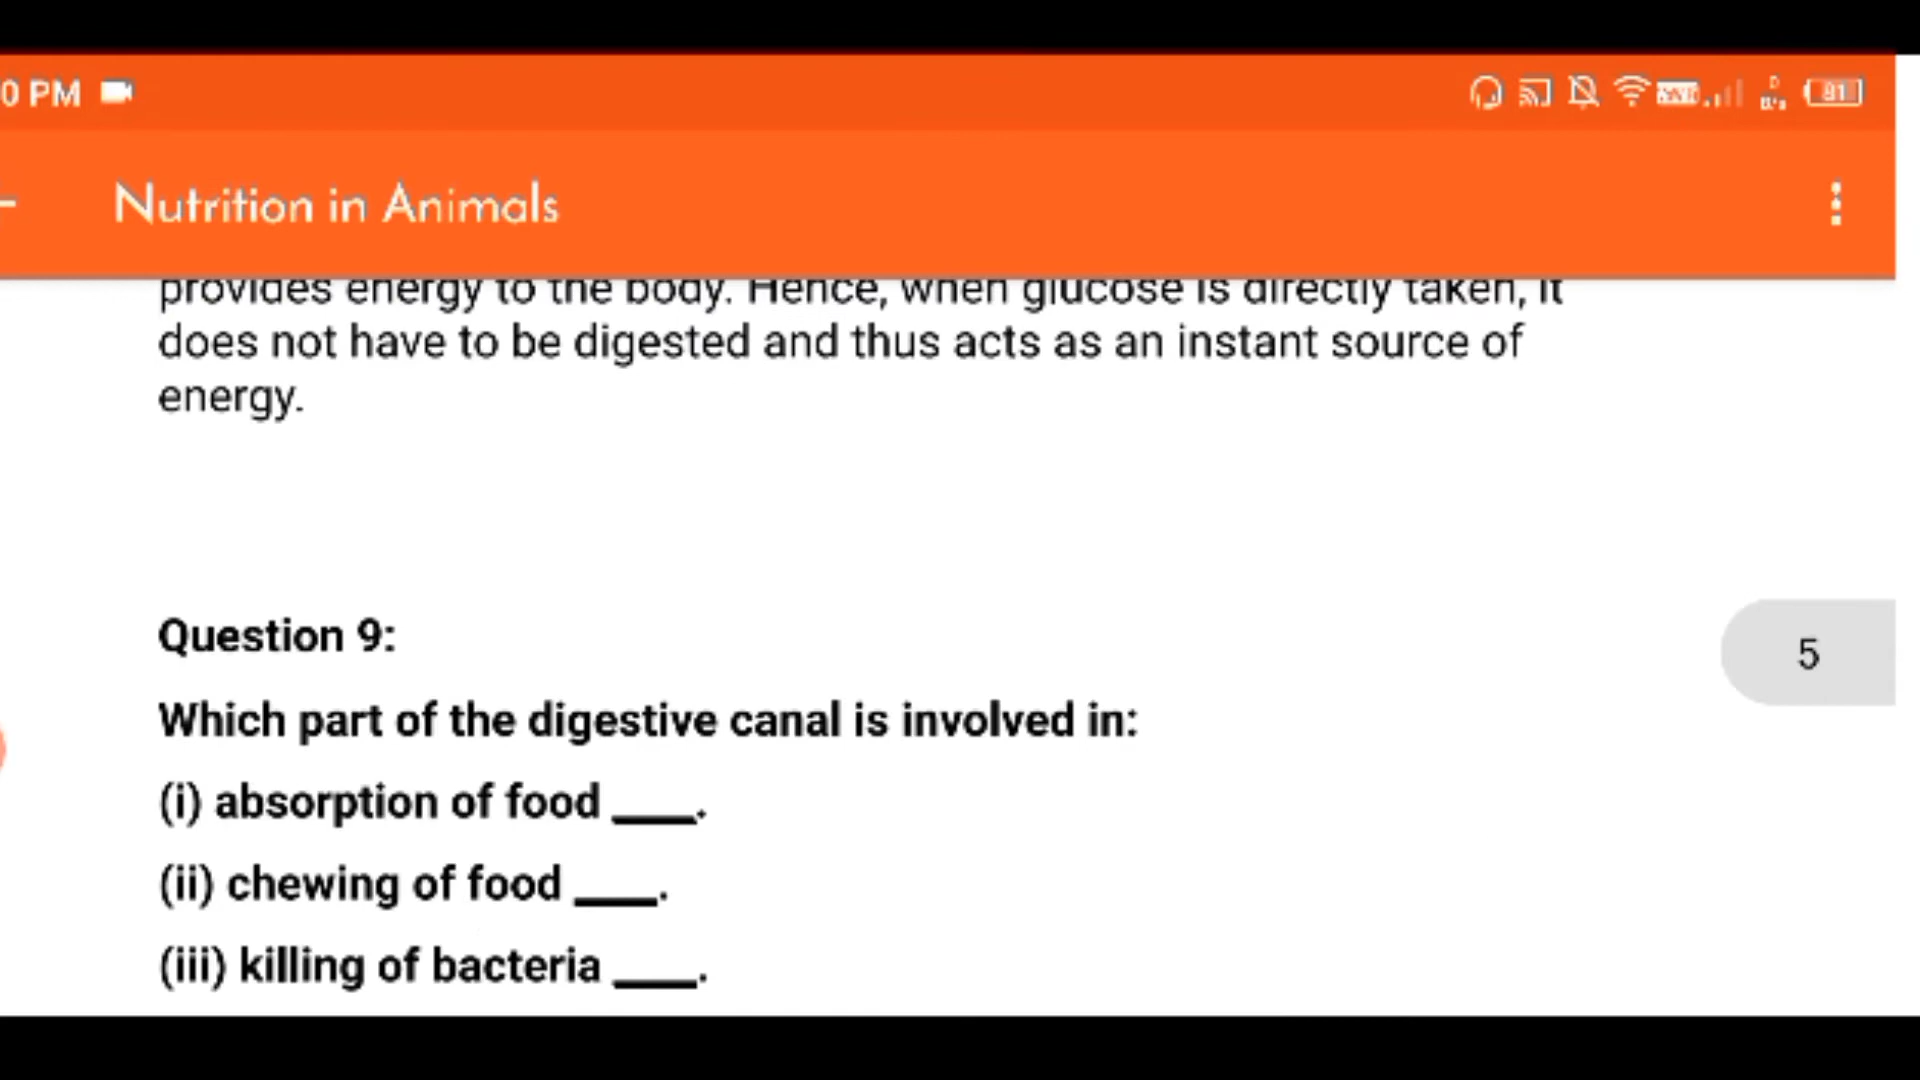 0 PM
81
Nutrition in Animals
provides energy to the body. Hence, when glucose is directly taken, it
does not have to be digested and thus acts as an instant source of
energy.
Question 9:
5
Which part of the digestive canal is involved in:
(i) absorption of food ____.
(ii) chewing of food ____.
(iii) killing of bacteria ____.